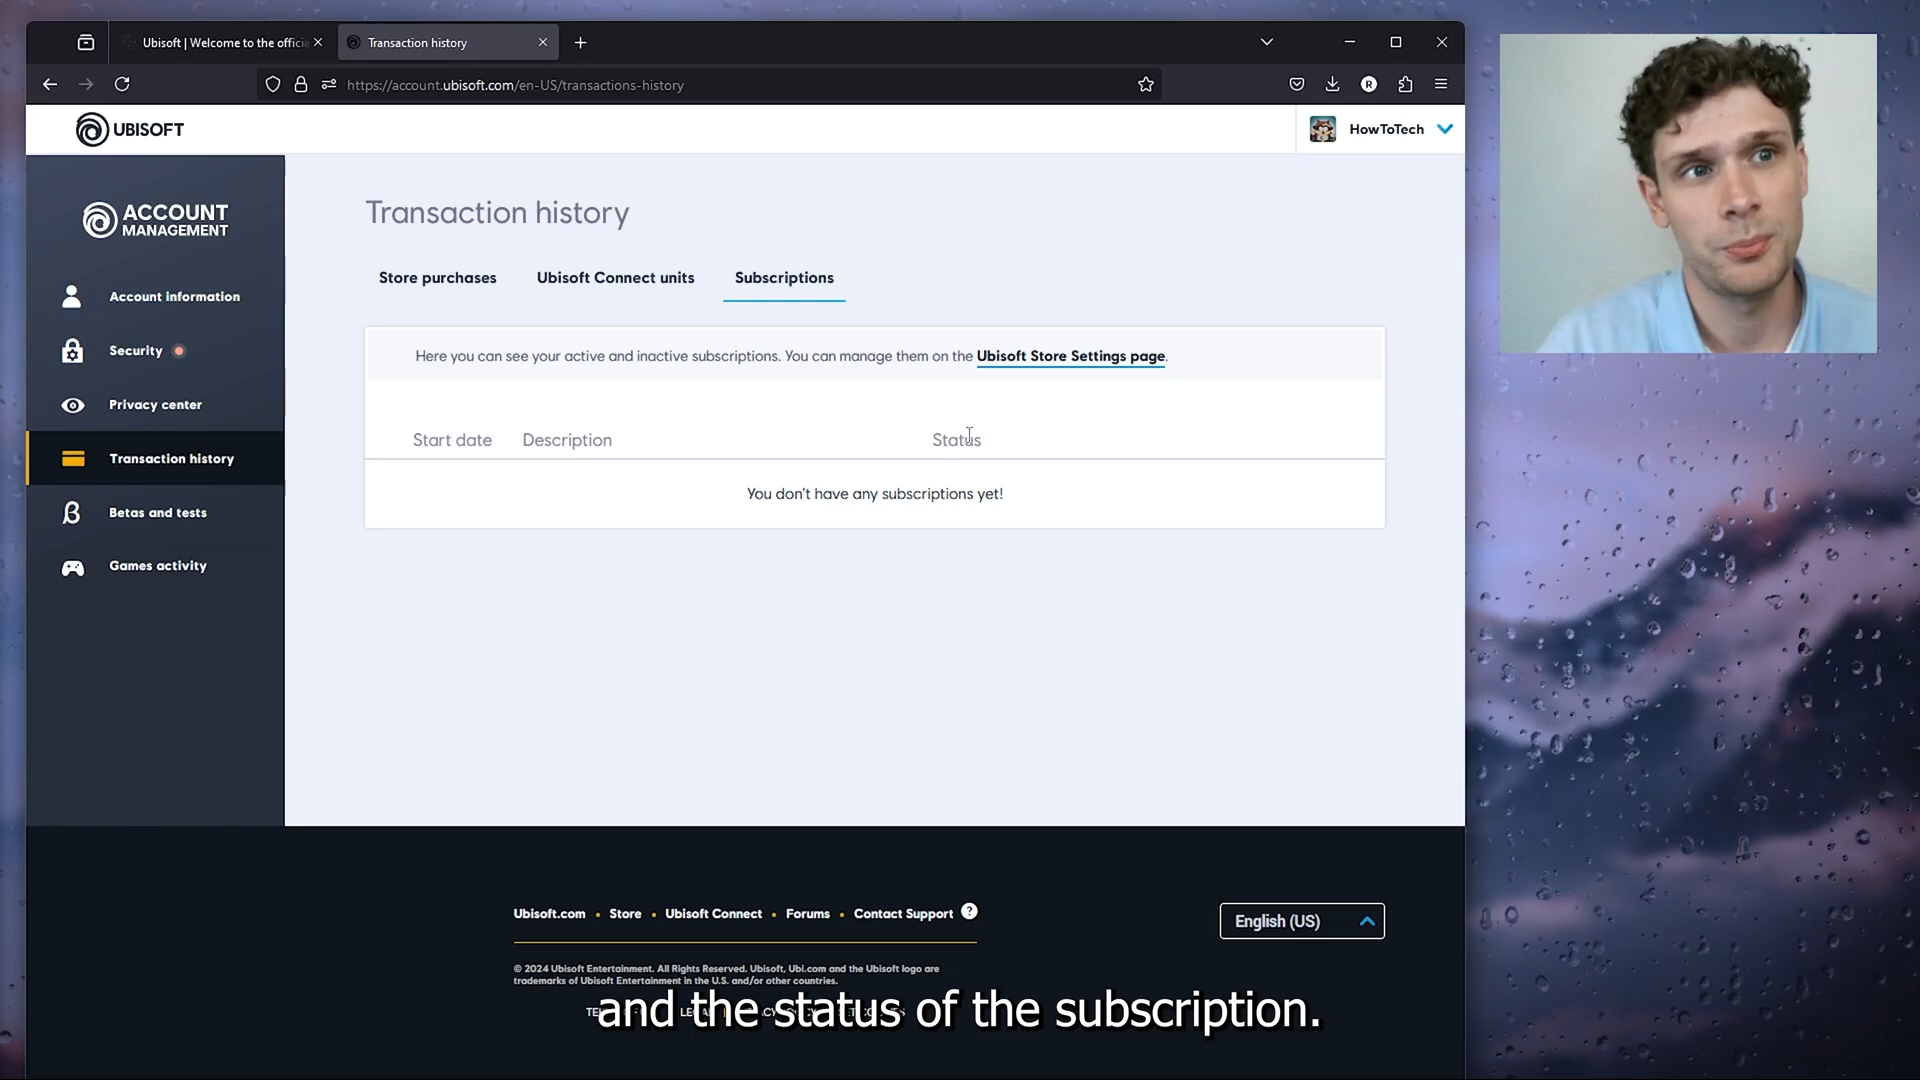 Ubisoft | Welcome to the officia
Transaction history
https://account.ubisoft.com/en-US/transactions-history
R
UBISOFT
HowToTech
ACCOUNT
MANAGEMENT
Account information
Security
Privacy center
Transaction history
Betas and tests
Games activity
Transaction history
Store purchases
Ubisoft Connect units
Subscriptions
Here you can see your active and inactive subscriptions. You can manage them on the Ubisoft Store Settings page.
Start date
Description
Status
You don't have any subscriptions yet!
Ubisoft.com • Store • Ubisoft Connect • Forums • Contact Support ?
English (US)
© 2024 Ubisoft Entertainment. All Rights Reserved. Ubisoft, Ubi.com and the Ubisoft logo are
trademarks of Ubisoft Entertainment in the U.S. and/or other countries.
and the status of the subscription.